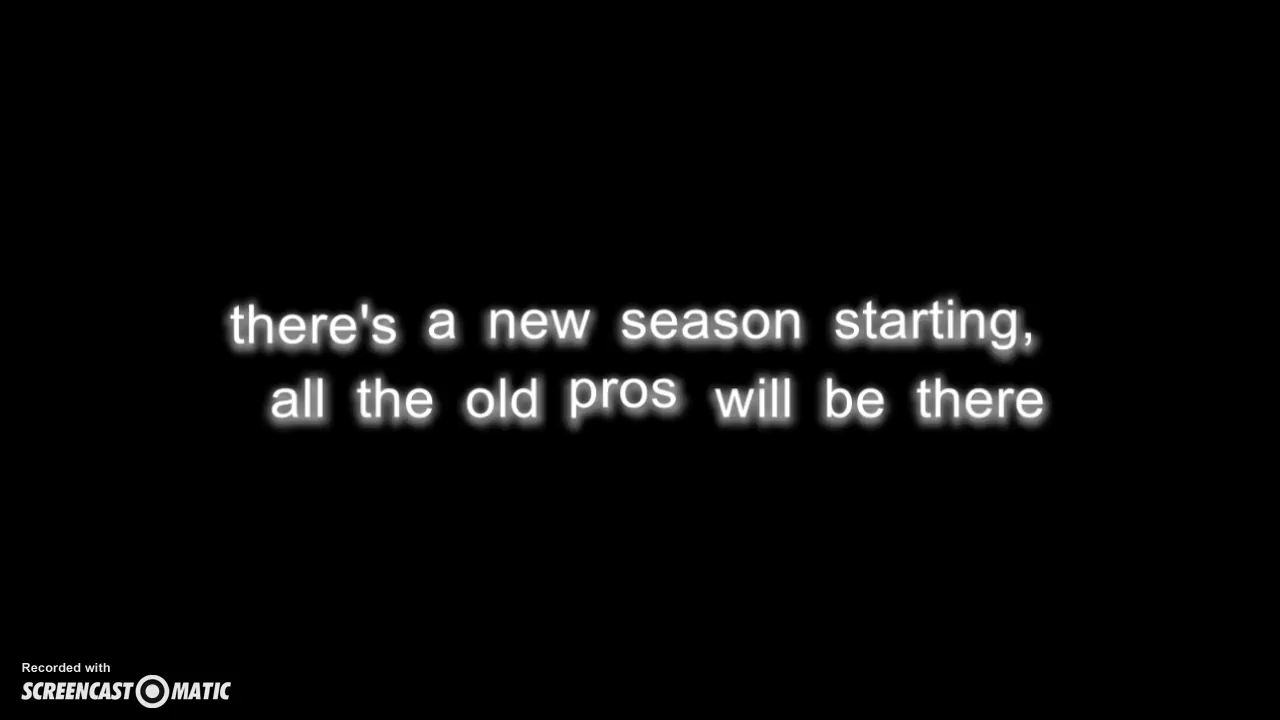 there's a new season starting,
all the old pros will be there
Recorded with
SCREENCAST MATIC